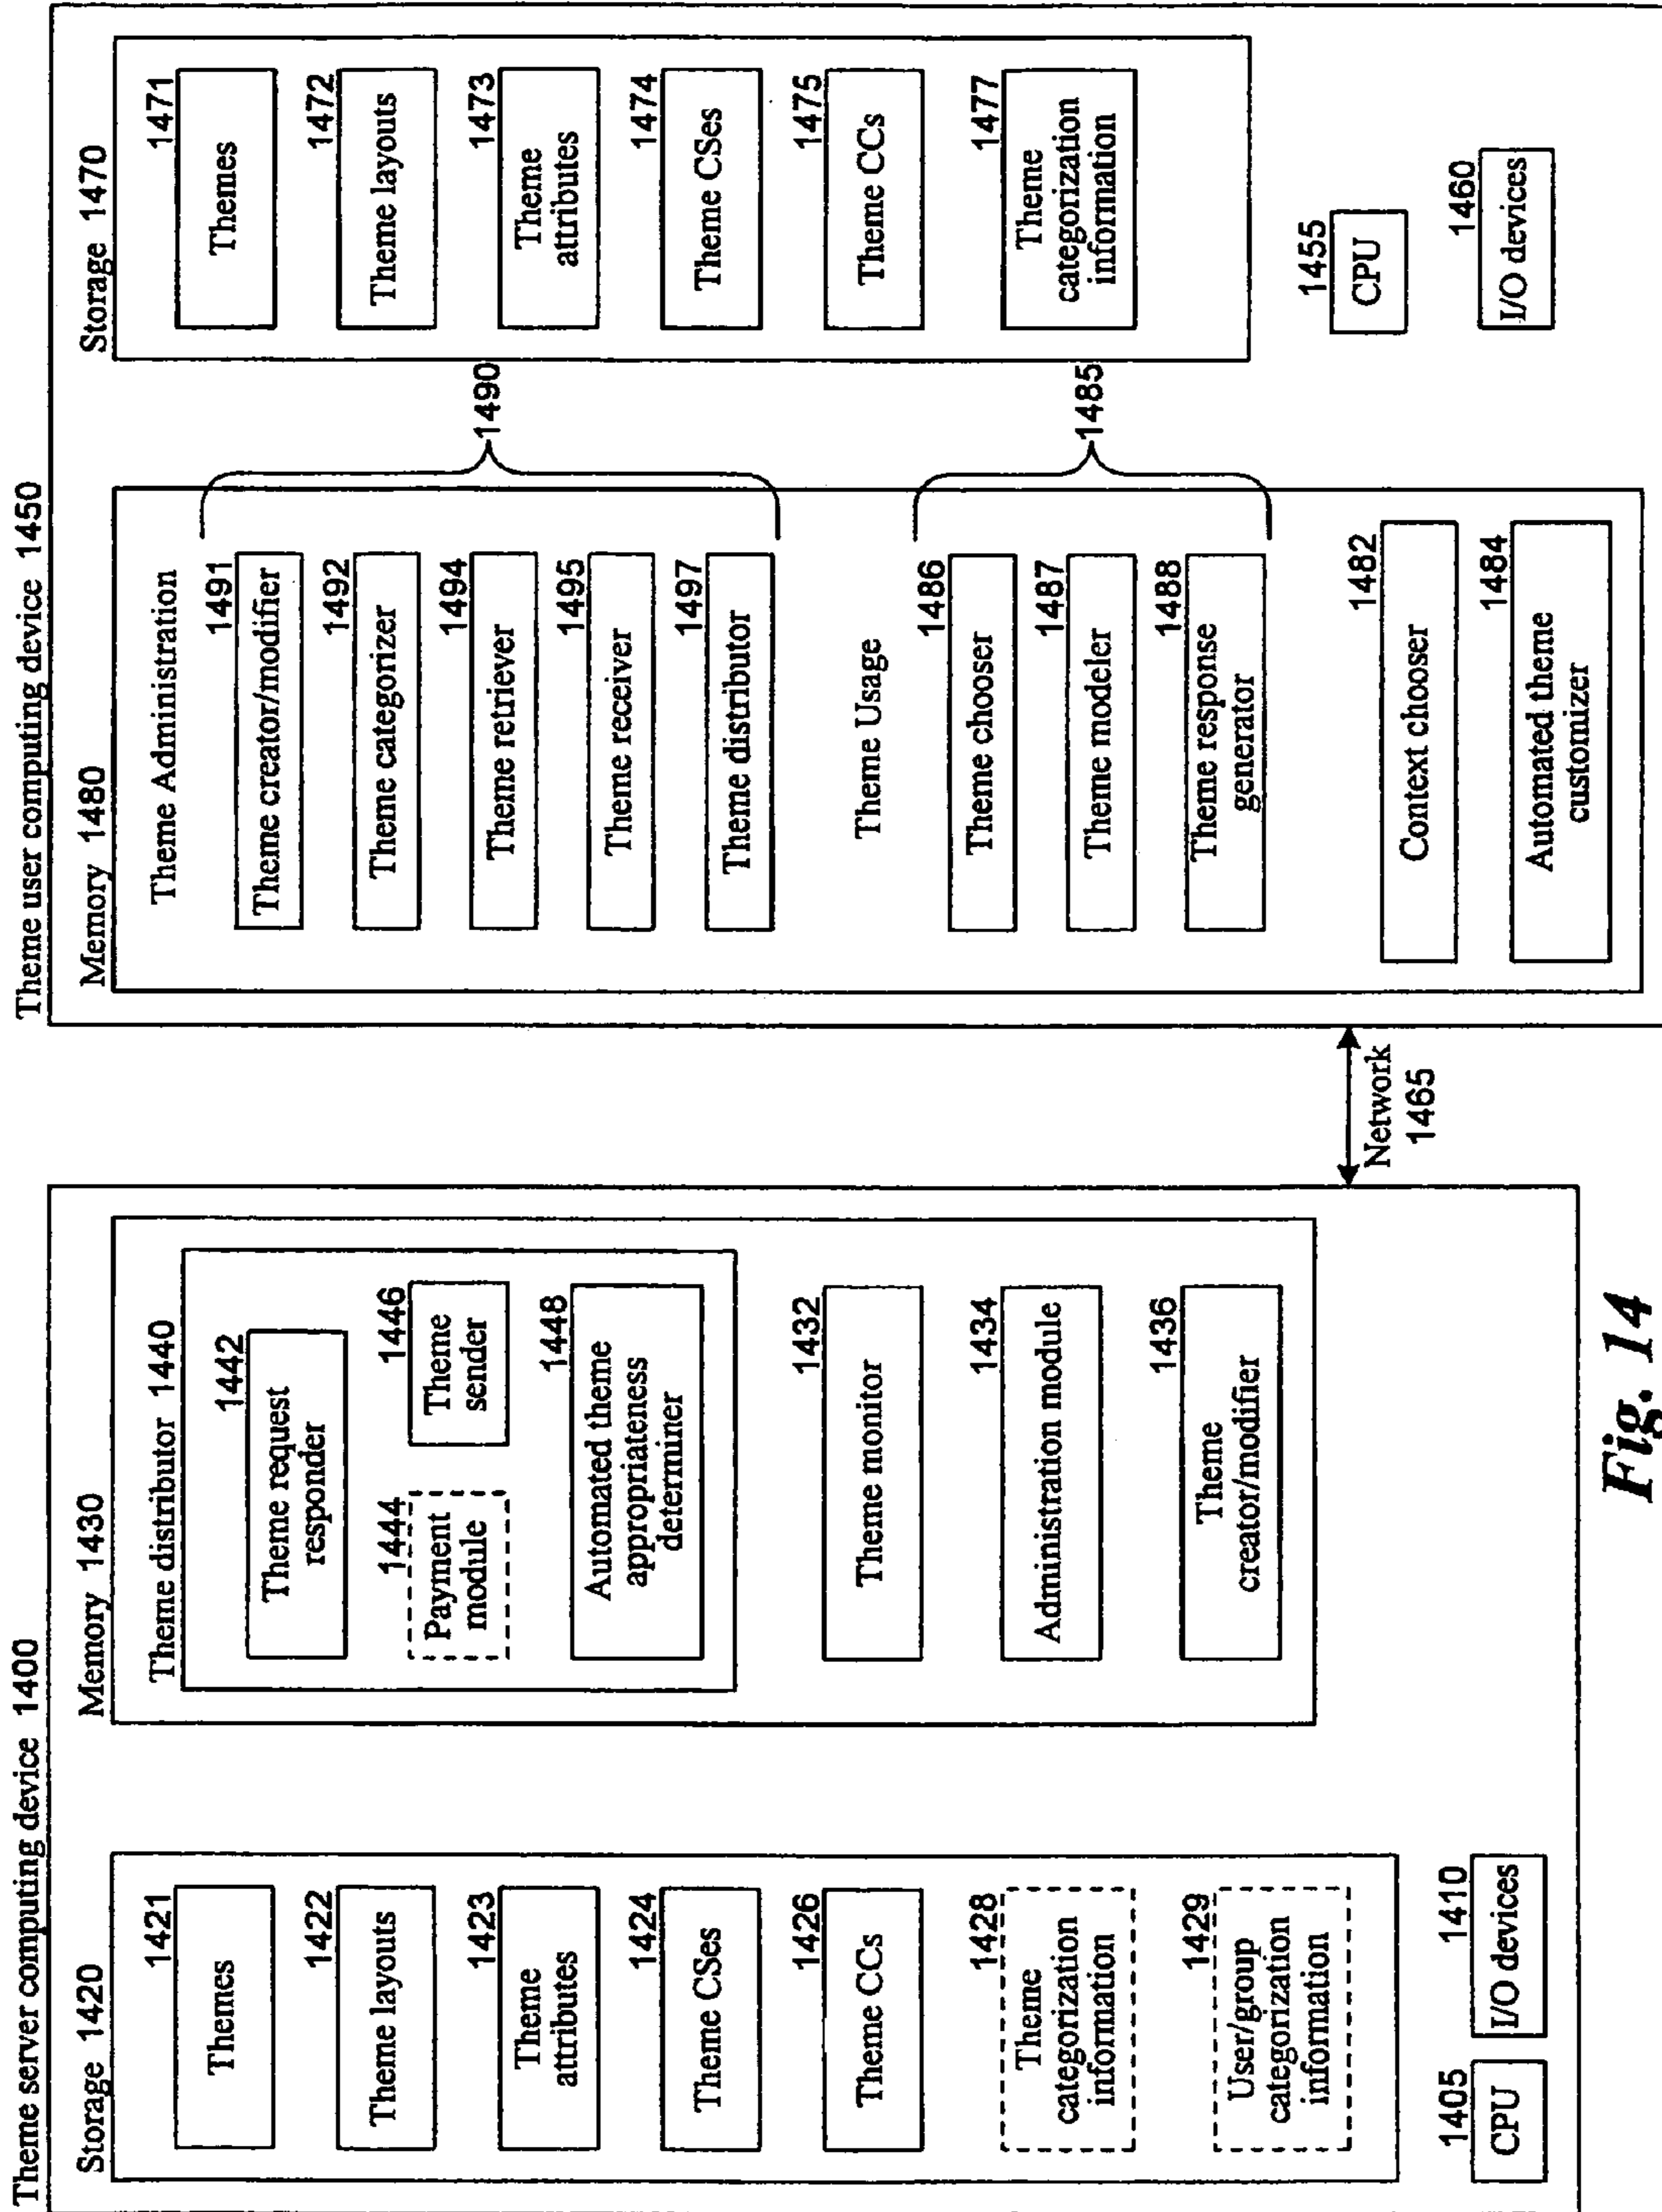 Theme server computing device 1400
Storage 1420
1421
Themes
1422
Theme layouts
1423
Theme
attributes
1424
Theme CSes
1426
Theme CCs
1428
Theme
categorization
information
1429
User/group
categorization
information
1405
CPU
1410
I/O devices
Memory 1430
Theme distributor 1440
1442
Theme request
responder
1444
Payment
module
1446
Theme
sender
1448
Automated theme
appropriateness
determiner
1432
Theme monitor
1434
Administration module
1436
Theme
creator/modifier
Network
1465
Theme user computing device 1450
Memory 1480
Theme Administration
1491
Theme creator/modifier
1492
Theme categorizer
1494
Theme retriever
1495
Theme receiver
1497
Theme distributor
1490
Theme Usage
1486
Theme chooser
1487
Theme modeler
1488
Theme response
generator
1485
1482
Context chooser
1484
Automated theme
customizer
Storage 1470
1471
Themes
1472
Theme layouts
1473
Theme
attributes
1474
Theme CSes
1475
Theme CCs
1477
Theme
categorization
information
1455
CPU
1460
I/O devices
Fig. 14